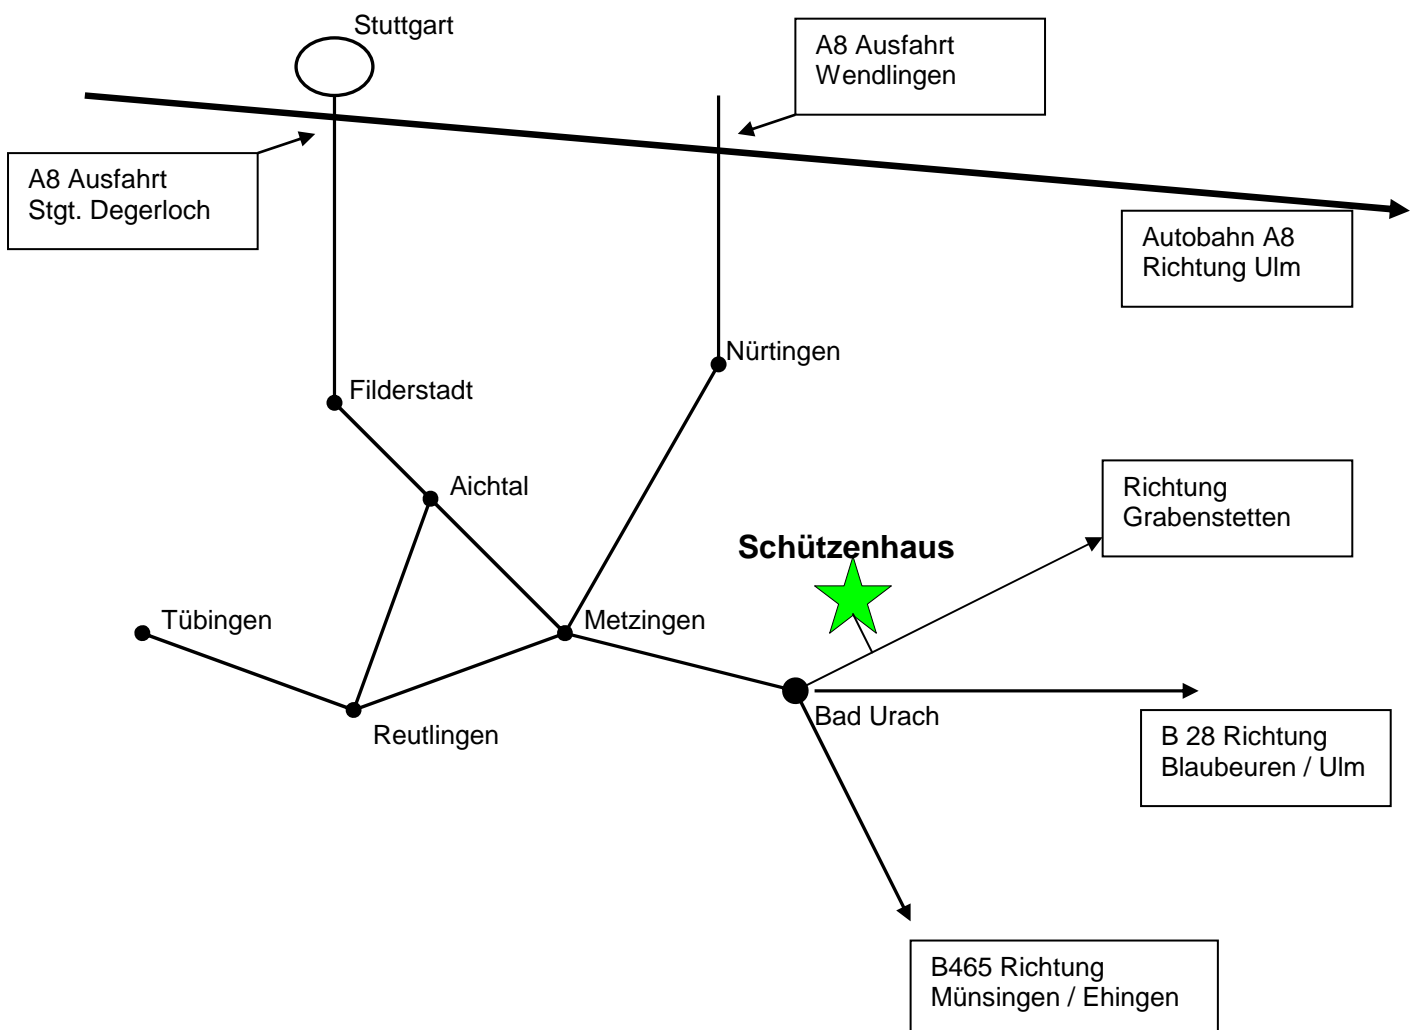 Stuttgart
A8 Ausfahrt
Wendlingen
A8 Ausfahrt
Stgt. Degerloch
Autobahn A8
Richtung Ulm
Nürtingen
Filderstadt
Aichtal
Richtung
Grabenstetten
Schützenhaus
Tübingen
Metzingen
Reutlingen
Bad Urach
B 28 Richtung
Blaubeuren / Ulm
B465 Richtung
Münsingen / Ehingen